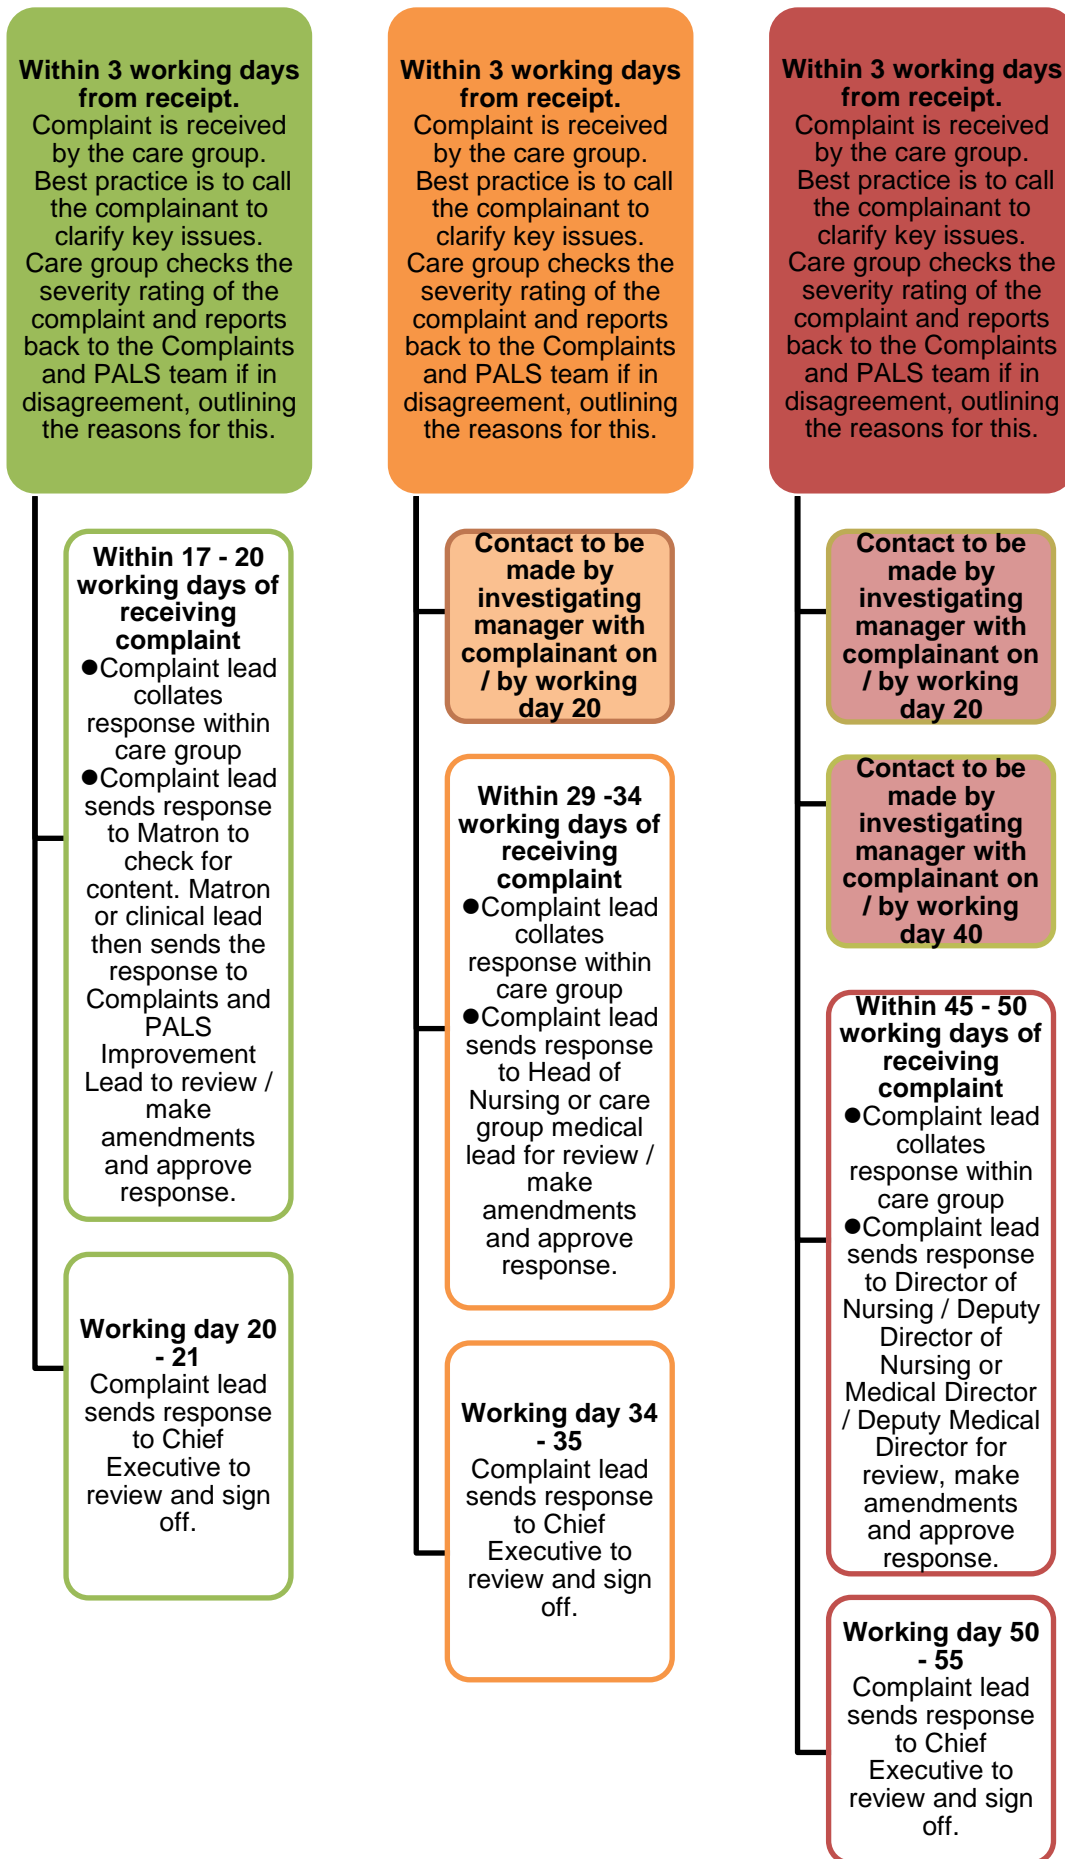 Within 3 working days
from receipt.
Complaint is received
by the care group.
Best practice is to call
the complainant to
clarify key issues.
Care group checks the
severity rating of the
complaint and reports
back to the Complaints
and PALS team if in
disagreement, outlining
the reasons for this.
Within 17 - 20
working days of
receiving
complaint
●Complaint lead
collates
response within
care group
●Complaint lead
sends response
to Matron to
check for
content. Matron
or clinical lead
then sends the
response to
Complaints and
PALS
Improvement
Lead to review /
make
amendments
and approve
response.
Working day 20
- 21
Complaint lead
sends response
to Chief
Executive to
review and sign
off.
Within 3 working days
from receipt.
Complaint is received
by the care group.
Best practice is to call
the complainant to
clarify key issues.
Care group checks the
severity rating of the
complaint and reports
back to the Complaints
and PALS team if in
disagreement, outlining
the reasons for this.
Contact to be
made by
investigating
manager with
complainant on
/ by working
day 20
Within 29 -34
working days of
receiving
complaint
●Complaint lead
collates
response within
care group
●Complaint lead
sends response
to Head of
Nursing or care
group medical
lead for review /
make
amendments
and approve
response.
Working day 34
- 35
Complaint lead
sends response
to Chief
Executive to
review and sign
off.
Within 3 working days
from receipt.
Complaint is received
by the care group.
Best practice is to call
the complainant to
clarify key issues.
Care group checks the
severity rating of the
complaint and reports
back to the Complaints
and PALS team if in
disagreement, outlining
the reasons for this.
Contact to be
made by
investigating
manager with
complainant on
/ by working
day 20
Contact to be
made by
investigating
manager with
complainant on
/ by working
day 40
Within 45 - 50
working days of
receiving
complaint
●Complaint lead
collates
response within
care group
●Complaint lead
sends response
to Director of
Nursing / Deputy
Director of
Nursing or
Medical Director
/ Deputy Medical
Director for
review, make
amendments
and approve
response.
Working day 50
- 55
Complaint lead
sends response
to Chief
Executive to
review and sign
off.